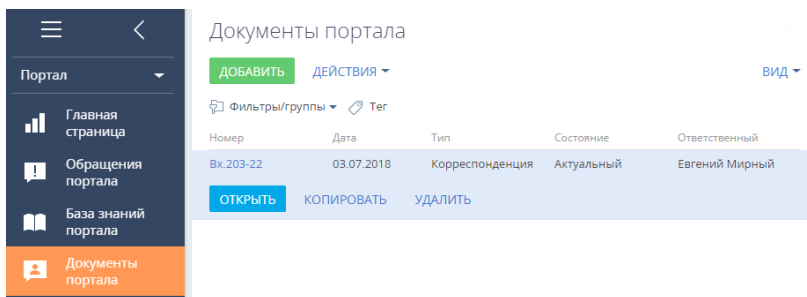 Документы портала
Портал
ДОБАВИТЬ ДЕЙСТВИЯ ВИД
Фильтры/группы Тег
Главная
страница
Номер Дата Тип Состояние Ответственный
Обращения
портала
Вх.203-22 03.07.2018 Корреспонденция Актуальный Евгений Мирный
ОТКРЫТЬ КОПИРОВАТЬ УДАЛИТЬ
База знаний
портала
Документы
портала